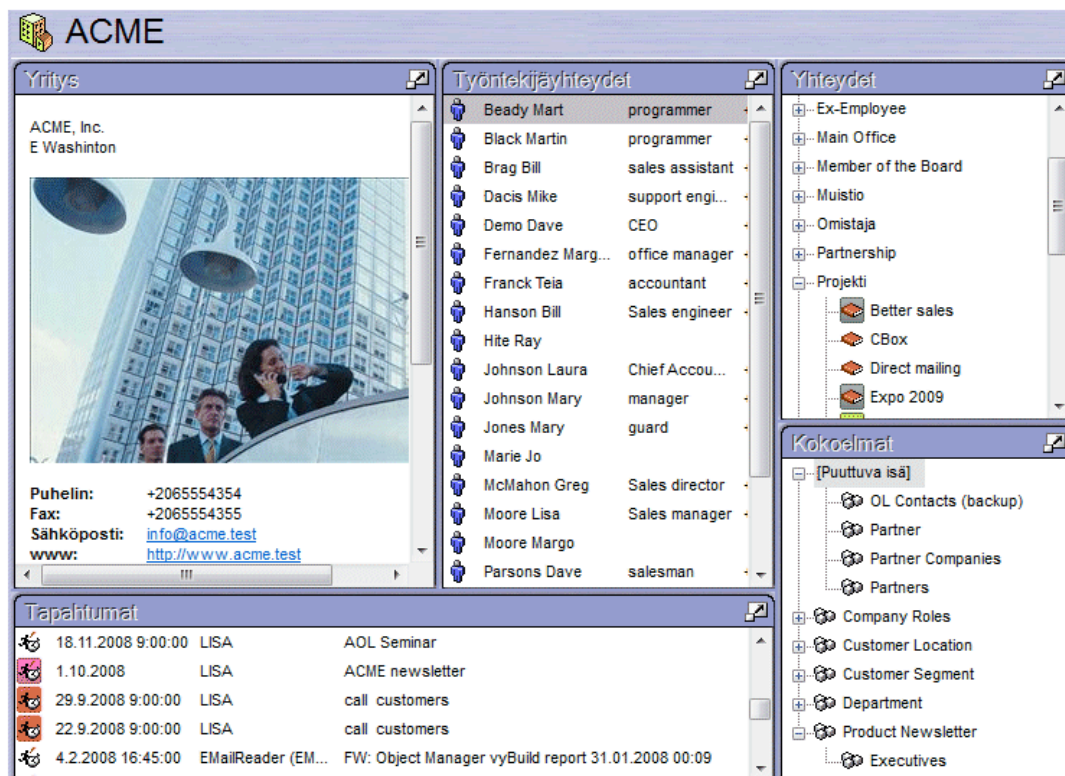 ACME
Yritys
ACME, Inc.
E Washinton
Puhelin: +2065554354
Fax: +2065554355
Sähköposti: info@acme.test
www: http://www.acme.test
Työntekijäyhteydet
Beady Mart programmer
Black Martin programmer
Brag Bill sales assistant
Dacis Mike support engi...
Demo Dave CEO
Fernandez Marg... office manager
Franck Teia accountant
Hanson Bill Sales engineer
Hite Ray
Johnson Laura Chief Accou...
Johnson Mary manager
Jones Mary guard
Marie Jo
McMahon Greg Sales director
Moore Lisa Sales manager
Moore Margo
Parsons Dave salesman
Yhteydet
Ex-Employee
Main Office
Member of the Board
Muistio
Omistaja
Partnership
Projekti
Better sales
CBox
Direct mailing
Expo 2009
Kokoelmat
[Puuttuva isä]
OL Contacts (backup)
Partner
Partner Companies
Partners
Company Roles
Customer Location
Customer Segment
Department
Product Newsletter
Executives
Tapahtumat
18.11.2008 9:00:00 LISA AOL Seminar
1.10.2008 LISA ACME newsletter
29.9.2008 9:00:00 LISA call customers
22.9.2008 9:00:00 LISA call customers
4.2.2008 16:45:00 EMailReader (EM... FW: Object Manager vyBuild report 31.01.2008 00:09